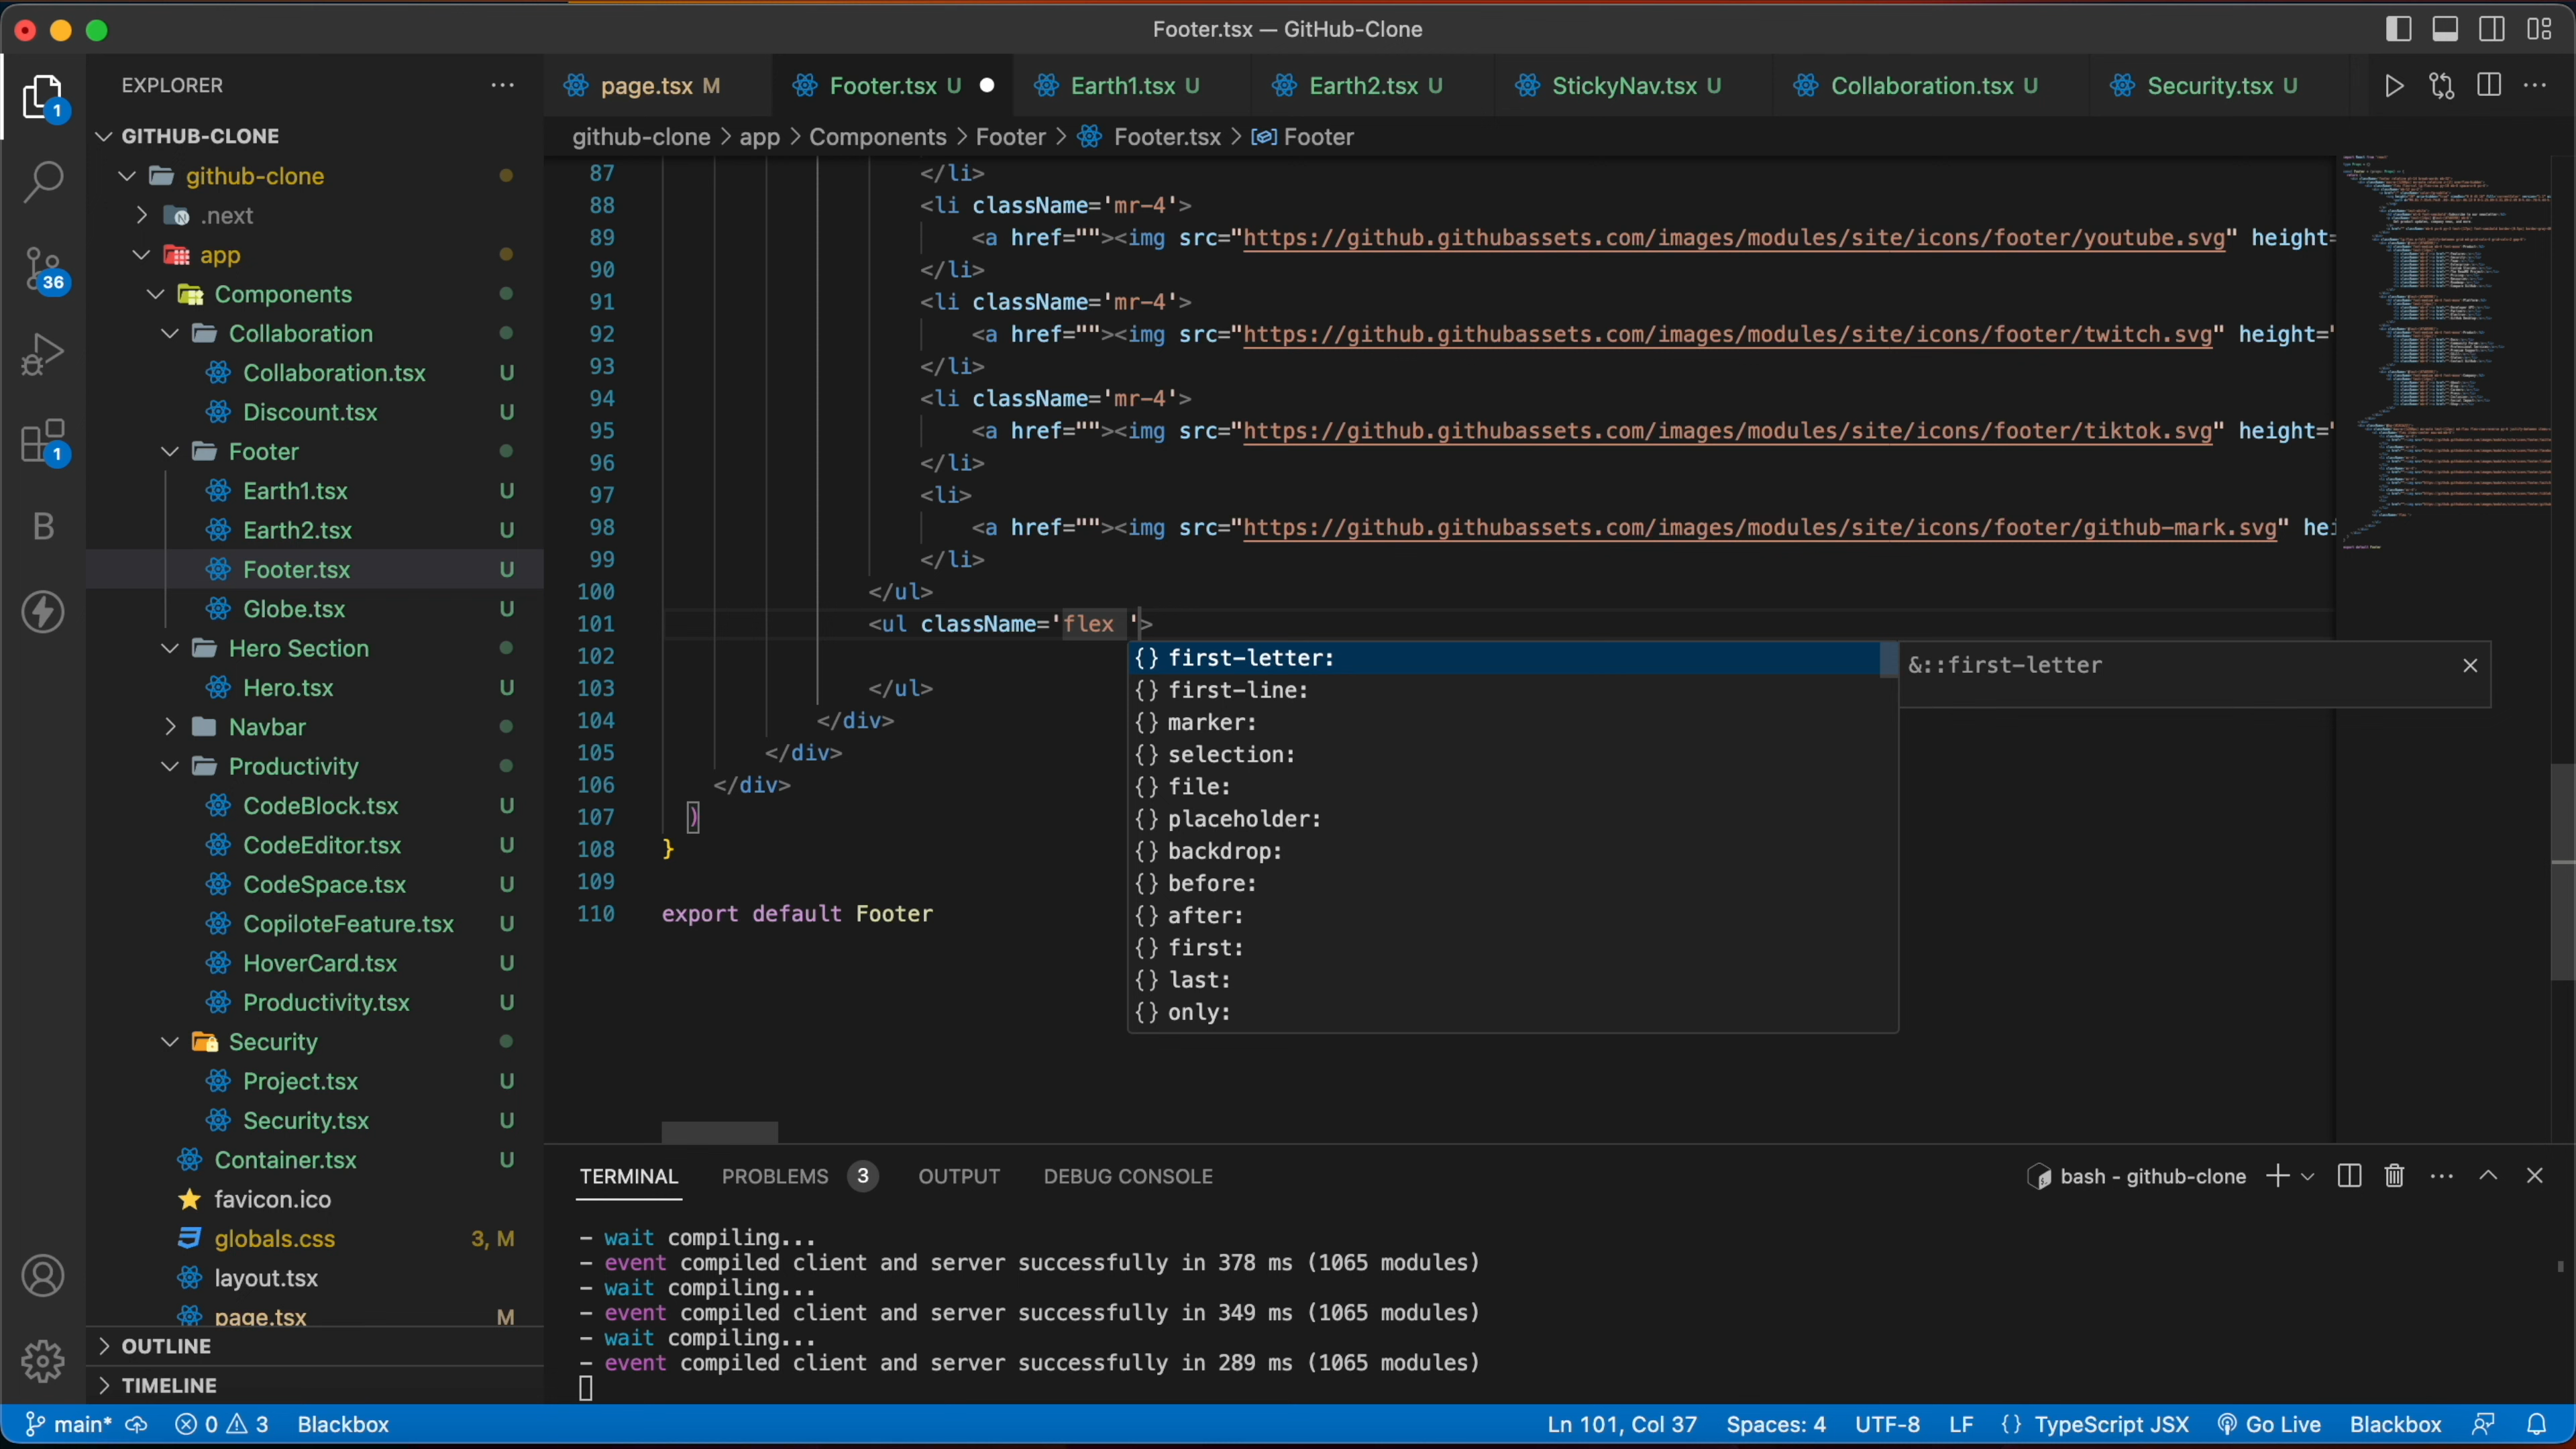 Footer.tsx — GitHub-Clone
EXPLORER
GITHUB-CLONE
github-clone
.next
app
Components
Collaboration
Collaboration.tsx U
Discount.tsx U
Footer
Earth1.tsx U
Earth2.tsx U
Footer.tsx U
Globe.tsx U
Hero Section
Hero.tsx U
Navbar
Productivity
CodeBlock.tsx U
CodeEditor.tsx U
CodeSpace.tsx U
CopiloteFeature.tsx U
HoverCard.tsx U
Productivity.tsx U
Security
Project.tsx U
Security.tsx U
Container.tsx U
favicon.ico
globals.css 3, M
layout.tsx
page.tsx M
OUTLINE
TIMELINE
1
36
1
B
page.tsx M Footer.tsx U Earth1.tsx U Earth2.tsx U StickyNav.tsx U Collaboration.tsx U Security.tsx U
github-clone > app > Components > Footer > Footer.tsx > Footer
87 </li>
88 <li className='mr-4'>
89 <a href=""><img src="https://github.githubassets.com/images/modules/site/icons/footer/youtube.svg" height=
90 </li>
91 <li className='mr-4'>
92 <a href=""><img src="https://github.githubassets.com/images/modules/site/icons/footer/twitch.svg" height='
93 </li>
94 <li className='mr-4'>
95 <a href=""><img src="https://github.githubassets.com/images/modules/site/icons/footer/tiktok.svg" height='
96 </li>
97 <li>
98 <a href=""><img src="https://github.githubassets.com/images/modules/site/icons/footer/github-mark.svg" hei
99 </li>
100 </ul>
101 <ul className='flex '>
102
103 </ul>
104 </div>
105 </div>
106 </div>
107 )
108 }
109
110 export default Footer
{} first-letter:
{} first-line:
{} marker:
{} selection:
{} file:
{} placeholder:
{} backdrop:
{} before:
{} after:
{} first:
{} last:
{} only:
&::first-letter
TERMINAL PROBLEMS 3 OUTPUT DEBUG CONSOLE
bash - github-clone
- wait compiling...
- event compiled client and server successfully in 378 ms (1065 modules)
- wait compiling...
- event compiled client and server successfully in 349 ms (1065 modules)
- wait compiling...
- event compiled client and server successfully in 289 ms (1065 modules)
main* 0 3 Blackbox
Ln 101, Col 37 Spaces: 4 UTF-8 LF {} TypeScript JSX Go Live Blackbox